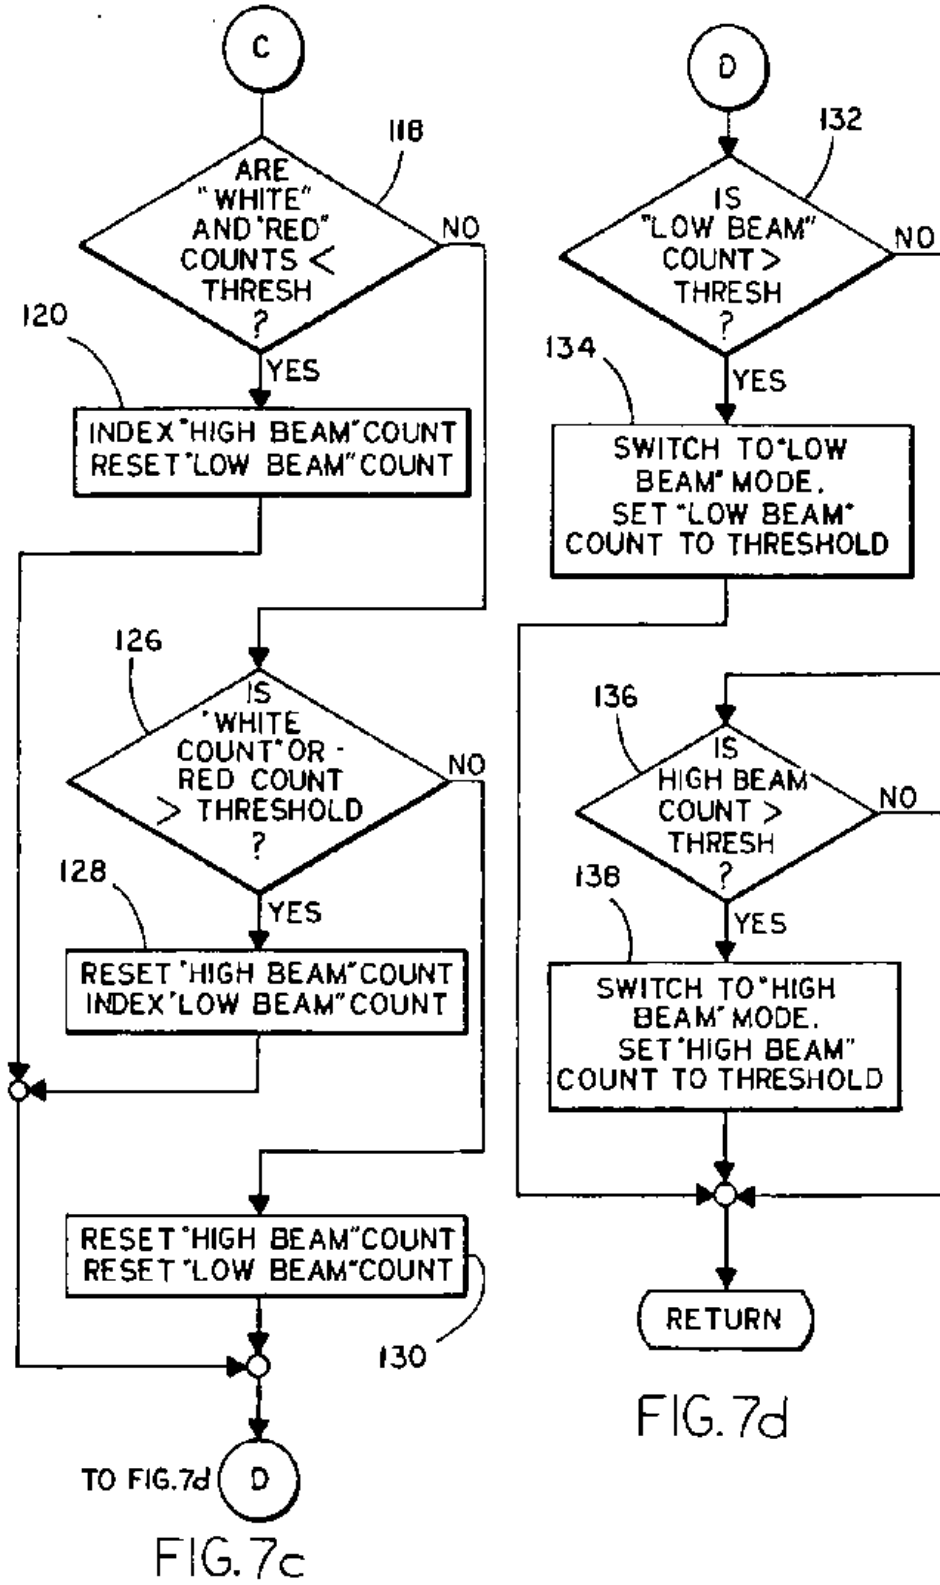 C
118
ARE
"WHITE"
AND "RED"
COUNTS <
THRESH
?
NO
YES
120
INDEX "HIGH BEAM" COUNT
RESET "LOW BEAM" COUNT
126
IS
"WHITE
COUNT" OR
RED COUNT
> THRESHOLD
?
NO
YES
128
RESET "HIGH BEAM" COUNT
INDEX "LOW BEAM" COUNT
RESET "HIGH BEAM" COUNT
RESET "LOW BEAM" COUNT
130
TO FIG.7d
D
FIG.7c
D
132
IS
"LOW BEAM"
COUNT >
THRESH
?
NO
YES
134
SWITCH TO "LOW
BEAM" MODE.
SET "LOW BEAM"
COUNT TO THRESHOLD
136
IS
HIGH BEAM
COUNT >
THRESH
?
NO
YES
138
SWITCH TO "HIGH
BEAM" MODE.
SET "HIGH BEAM"
COUNT TO THRESHOLD
RETURN
FIG.7d